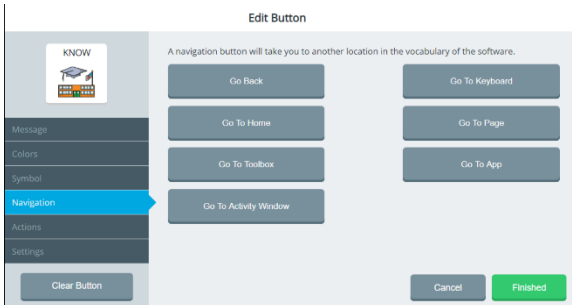 Edit Button
KNOW
Message
Colors
Symbol
Navigation
Actions
Settings
Clear Button
A navigation button will take you to another location in the vocabulary of the software.
Go Back
Go To Keyboard
Go To Home
Go To Page
Go To Toolbox
Go To App
Go To Activity Window
Cancel
Finished